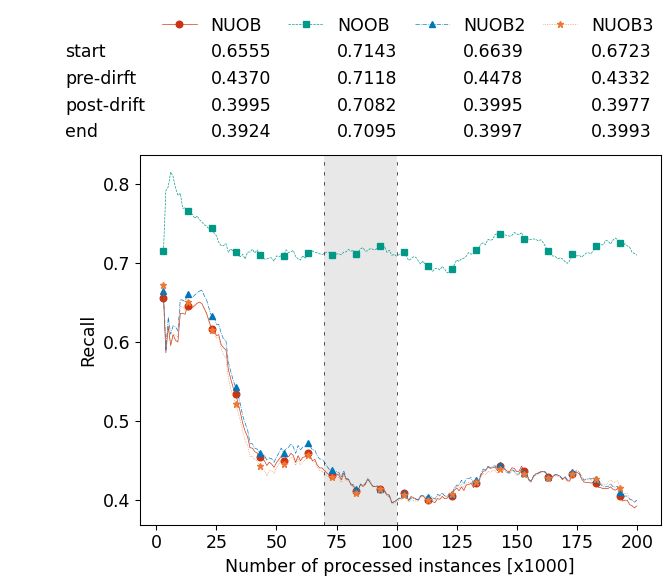 NUOB NOOB NUOB2 NUOB3
start 0.6555 0.7143 0.6639 0.6723
pre-dirft 0.4370 0.7118 0.4478 0.4332
post-drift 0.3995 0.7082 0.3995 0.3977
end 0.3924 0.7095 0.3997 0.3993
0.8
0.7
0.6
0.5
0.4
Recall
0 25 50 75 100 125 150 175 200
Number of processed instances [x1000]